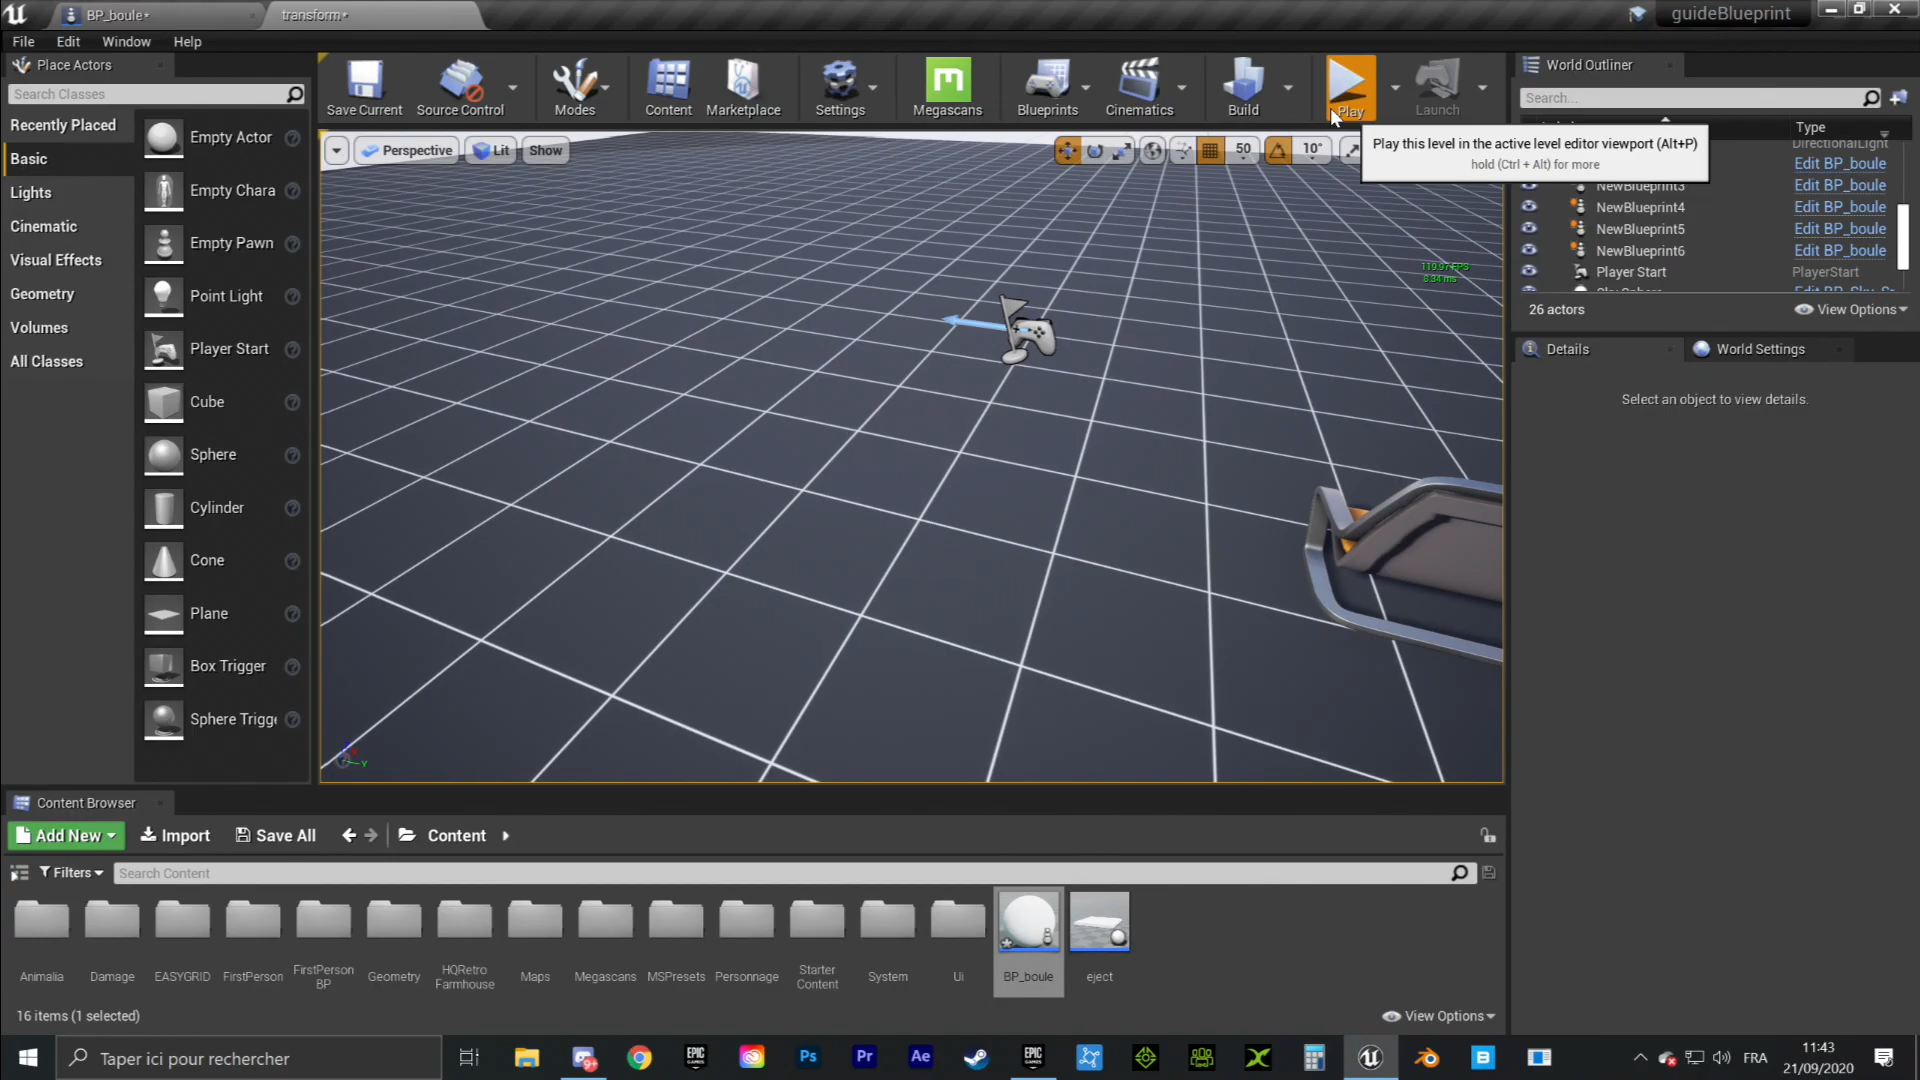 BP_boule*
transform*
guideBlueprint
File Edit Window Help
Place Actors
Search Classes
Recently Placed
Basic
Lights
Cinematic
Visual Effects
Geometry
Volumes
All Classes
Empty Actor
Empty Chara
Empty Pawn
Point Light
Player Start
Cube
Sphere
Cylinder
Cone
Plane
Box Trigger
Sphere Trigg
Save Current
Source Control
Modes
Content
Marketplace
Settings
Megascans
Blueprints
Cinematics
Build
Play
Launch
Perspective
Lit
Show
50
10°
Play this level in the active level editor viewport (Alt+P)
hold (Ctrl + Alt) for more
119.97 FPS
8.34 ms
World Outliner
Search...
Type
DirectionalLight
Edit BP_boule
NewBlueprint3 Edit BP_boule
NewBlueprint4 Edit BP_boule
NewBlueprint5 Edit BP_boule
NewBlueprint6 Edit BP_boule
Player Start PlayerStart
26 actors
View Options
Details
World Settings
Select an object to view details.
Content Browser
Add New
Import
Save All
Content
Filters
Search Content
Animalia
Damage
EASYGRID
FirstPerson
FirstPerson
BP
Geometry
HQRetro
Farmhouse
Maps
Megascans
MSPresets
Personnage
Starter
Content
System
Ui
BP_boule
eject
16 items (1 selected)
View Options
Taper ici pour rechercher
FRA
11:43
21/09/2020